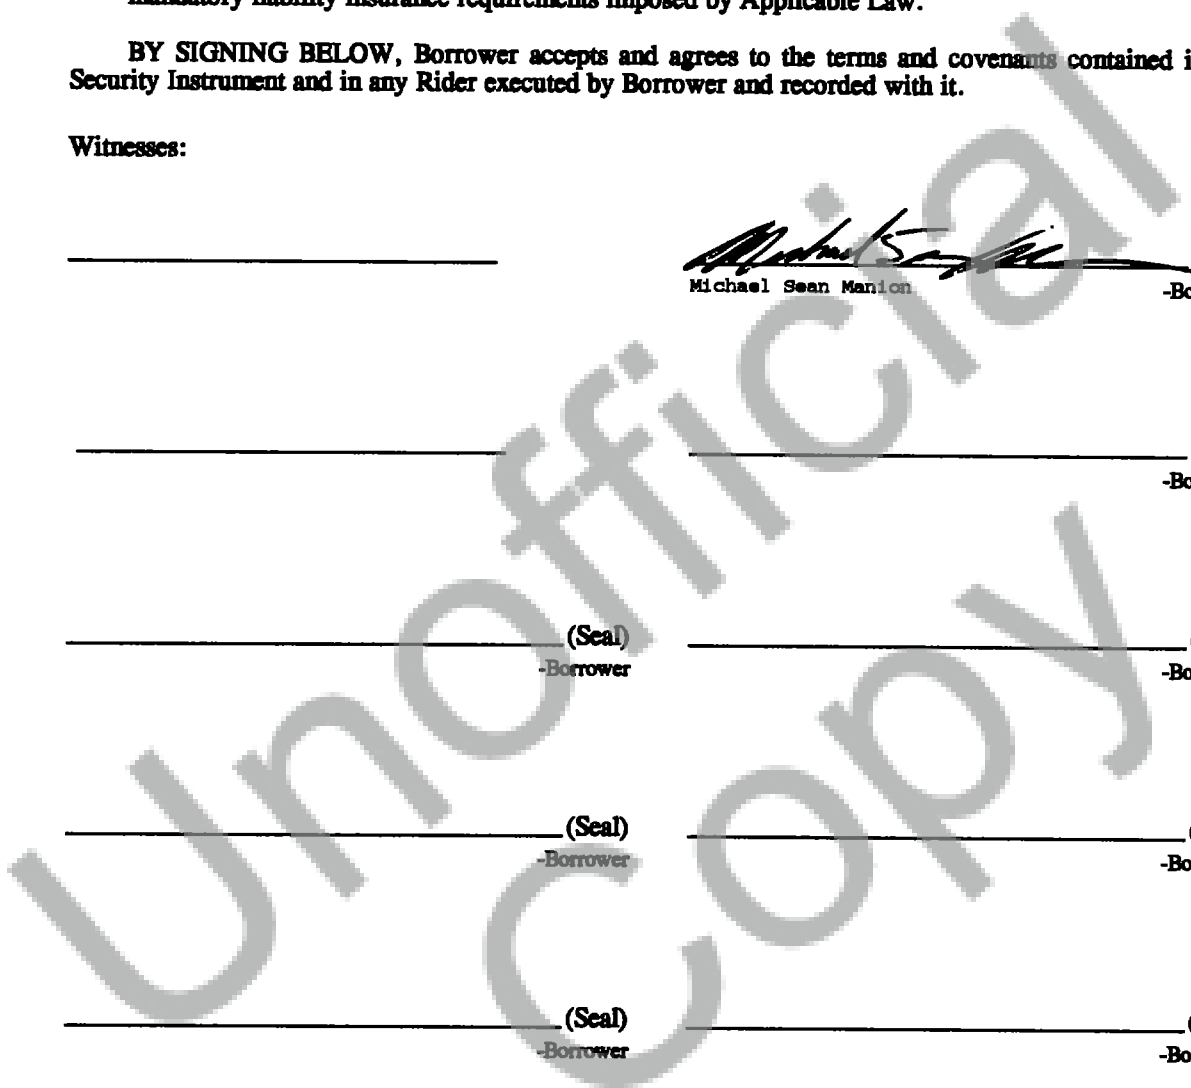 mandatory liability insurance requirements imposed by Applicable Law.
BY SIGNING BELOW, Borrower accepts and agrees to the terms and covenants contained i
Security Instrument and in any Rider executed by Borrower and recorded with it.
Witnesses:
Michael Sean Manion
-Bo
-Bo
(Seal) (
-Borrower -Bo
(Seal) (
-Borrower -Bo
(Seal) (
-Borrower -Bo
Unofficial
Copy